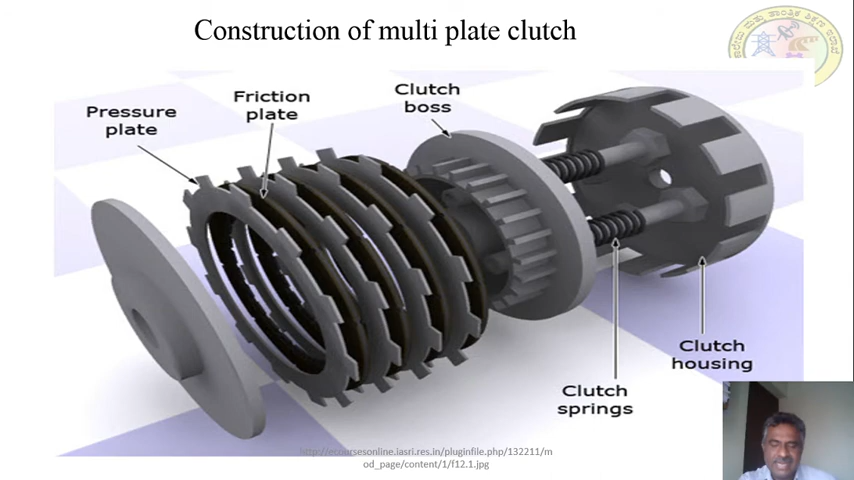 Construction of multi plate clutch
Pressure
plate
Friction
plate
Clutch
boss
Clutch
springs
Clutch
housing
od_page/content/1/f12.1.jpg